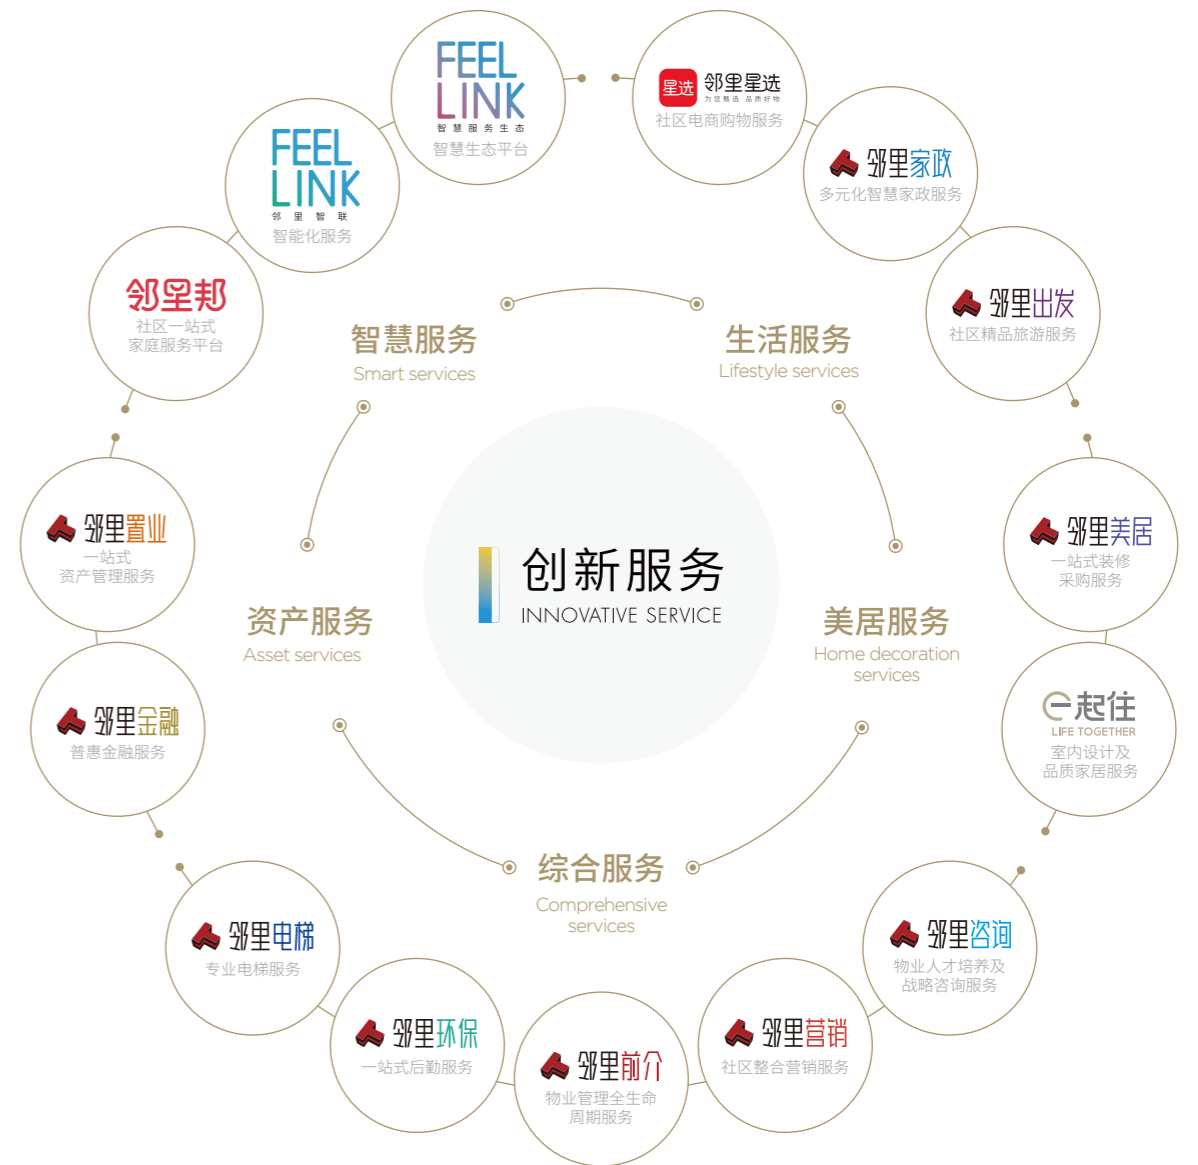 FEEL
LINK
智慧服务生态
智慧生态平台
星选
邻里星选
为您甄选 品质好物
社区电商购物服务
FEEL
LINK
邻里智联
智能化服务
邻里家政
多元化智慧家政服务
邻里邦
社区一站式
家庭服务平台
邻里出发
社区精品旅游服务
智慧服务
Smart services
生活服务
Lifestyle services
邻里置业
一站式
资产管理服务
创新服务
INNOVATIVE SERVICE
邻里美居
一站式装修
采购服务
资产服务
Asset services
美居服务
Home decoration
services
邻里金融
普惠金融服务
一起住
LIFE TOGETHER
室内设计及
品质家居服务
综合服务
Comprehensive
services
邻里电梯
专业电梯服务
邻里咨询
物业人才培养及
战略咨询服务
邻里环保
一站式后勤服务
邻里营销
社区整合营销服务
邻里前介
物业管理全生命
周期服务